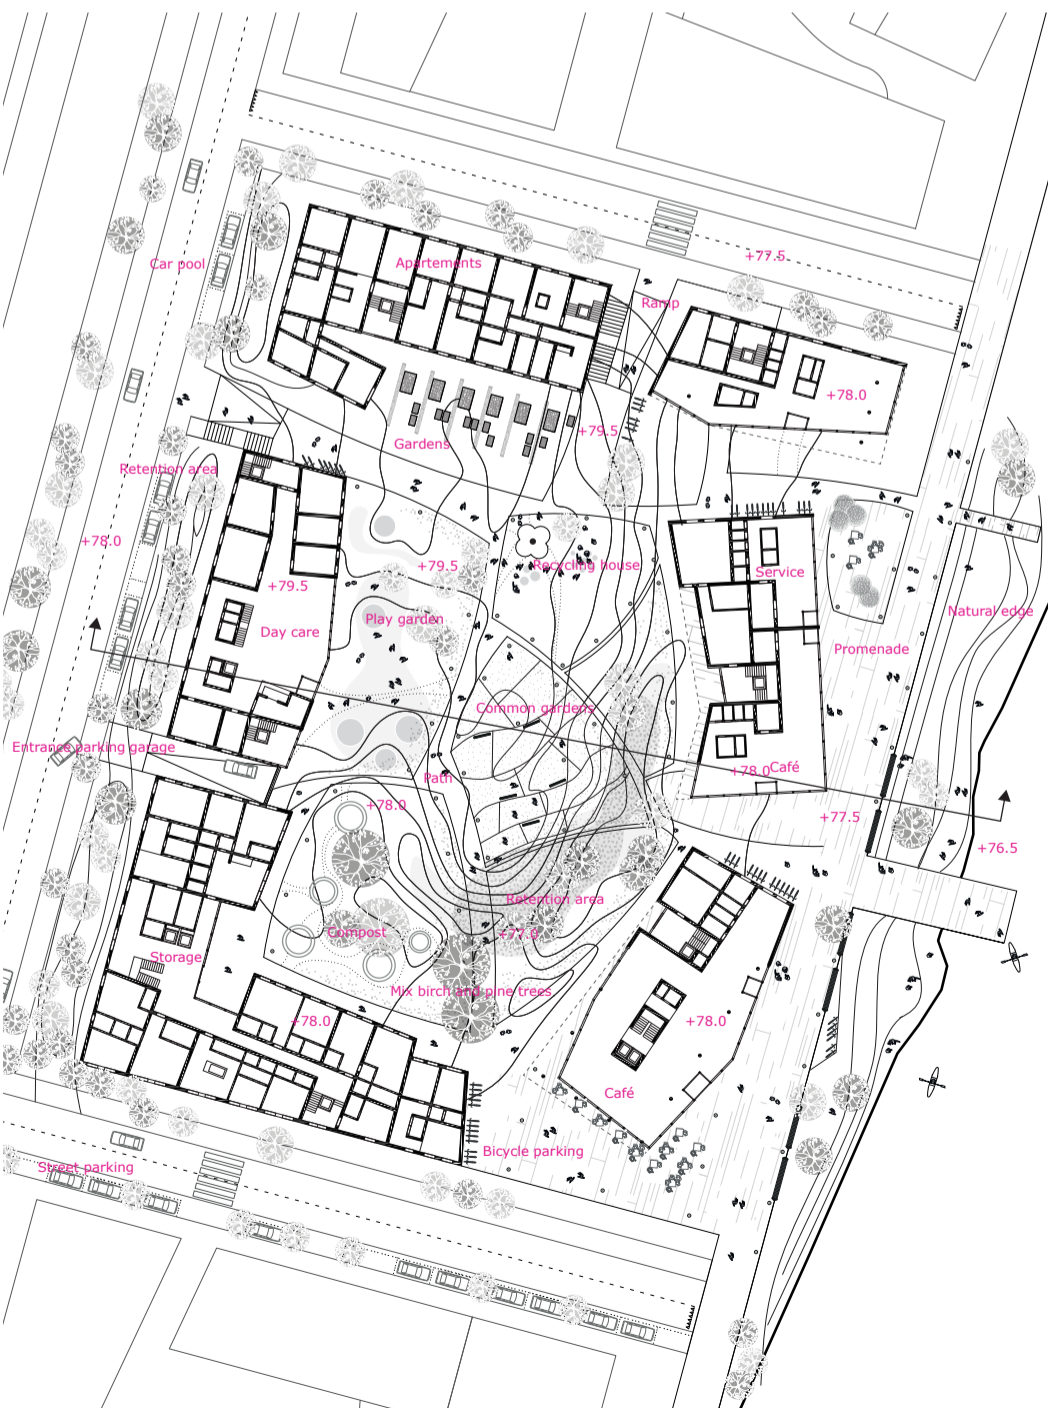 +77.5
Car pool
Apartements
Ramp
+78.0
Gardens
+79.5
Retention area
+78.0
+79.5
Recycling house
Service
+79.5
Play garden
Day care
Natural edge
Promenade
Common gardens
Entrance parking garage
Path
+78.0
Café
+78.0
+77.5
+76.5
Retention area
Compost
+77.0
Storage
Mix birch and pine trees
+78.0
+78.0
Café
Bicycle parking
Street parking